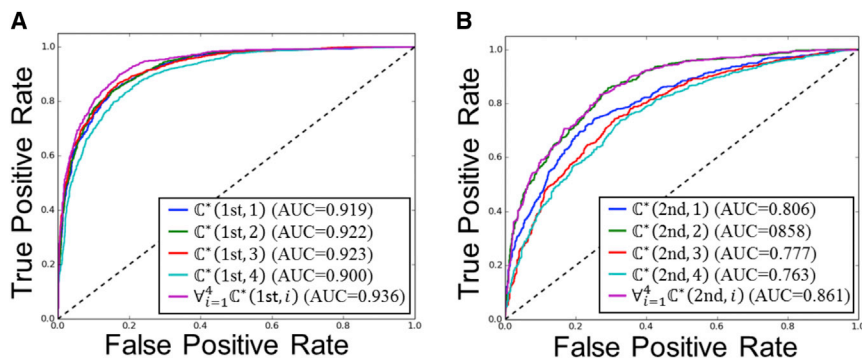 A
True Positive Rate
1.0
0.8
0.6
0.4
0.2
0.0
ℂ*(1st, 1) (AUC=0.919)
ℂ*(1st, 2) (AUC=0.922)
ℂ*(1st, 3) (AUC=0.923)
ℂ*(1st, 4) (AUC=0.900)
∀⁴ᵢ₌₁ℂ*(1st, i) (AUC=0.936)
0.0 0.2 0.4 0.6 0.8 1.0
False Positive Rate
B
True Positive Rate
1.0
0.8
0.6
0.4
0.2
0.0
ℂ*(2nd, 1) (AUC=0.806)
ℂ*(2nd, 2) (AUC=0858)
ℂ*(2nd, 3) (AUC=0.777)
ℂ*(2nd, 4) (AUC=0.763)
∀⁴ᵢ₌₁ℂ*(2nd, i) (AUC=0.861)
0.0 0.2 0.4 0.6 0.8 1.0
False Positive Rate